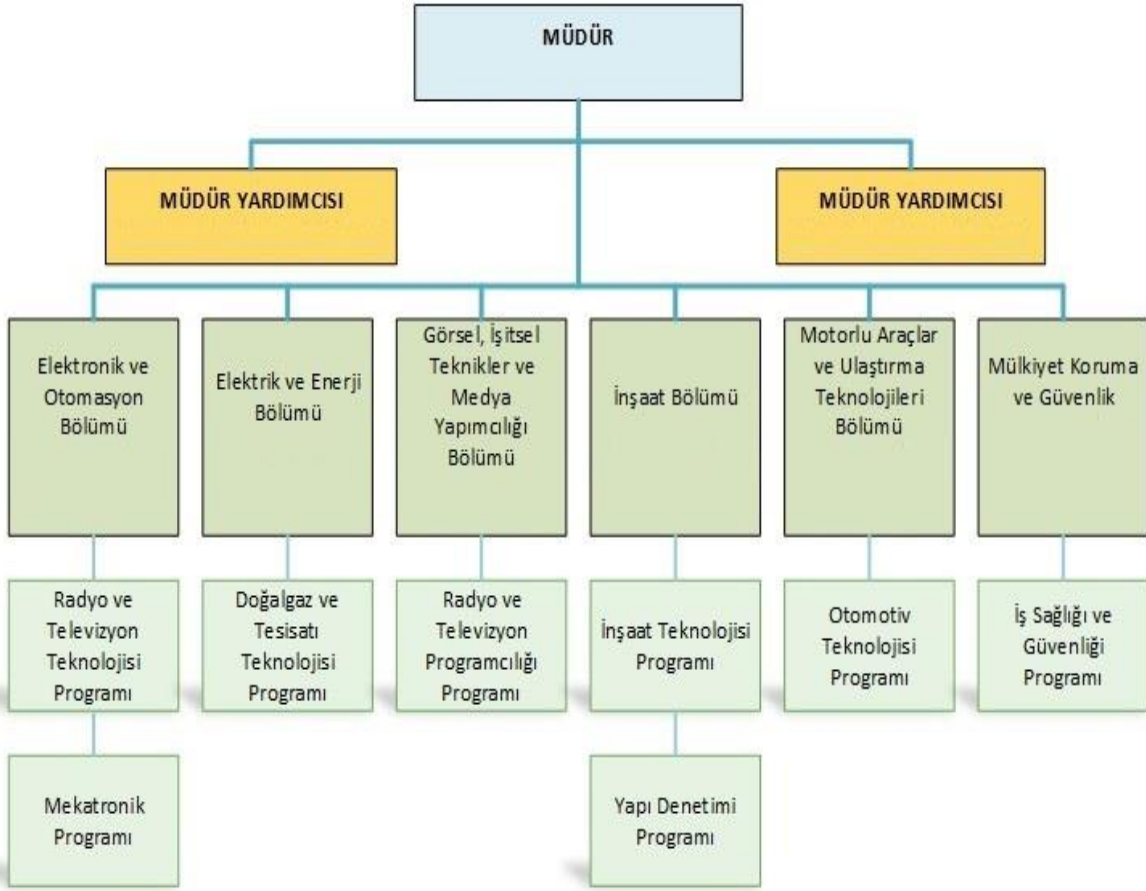 MÜDÜR
MÜDÜR YARDIMCISI
MÜDÜR YARDIMCISI
Elektronik ve
Otomasyon
Bölümü
Elektrik ve Enerji
Bölümü
Görsel, İşitsel
Teknikler ve
Medya
Yapımcılığı
Bölümü
İnşaat Bölümü
Motorlu Araçlar
ve Ulaştırma
Teknolojileri
Bölümü
Mülkiyet Koruma
ve Güvenlik
Radyo ve
Televizyon
Teknolojisi
Programı
Doğalgaz ve
Tesisatı
Teknolojisi
Programı
Radyo ve
Televizyon
Programcılığı
Programı
İnşaat Teknolojisi
Programı
Otomotiv
Teknolojisi
Programı
İş Sağlığı ve
Güvenliği
Programı
Mekatronik
Programı
Yapı Denetimi
Programı